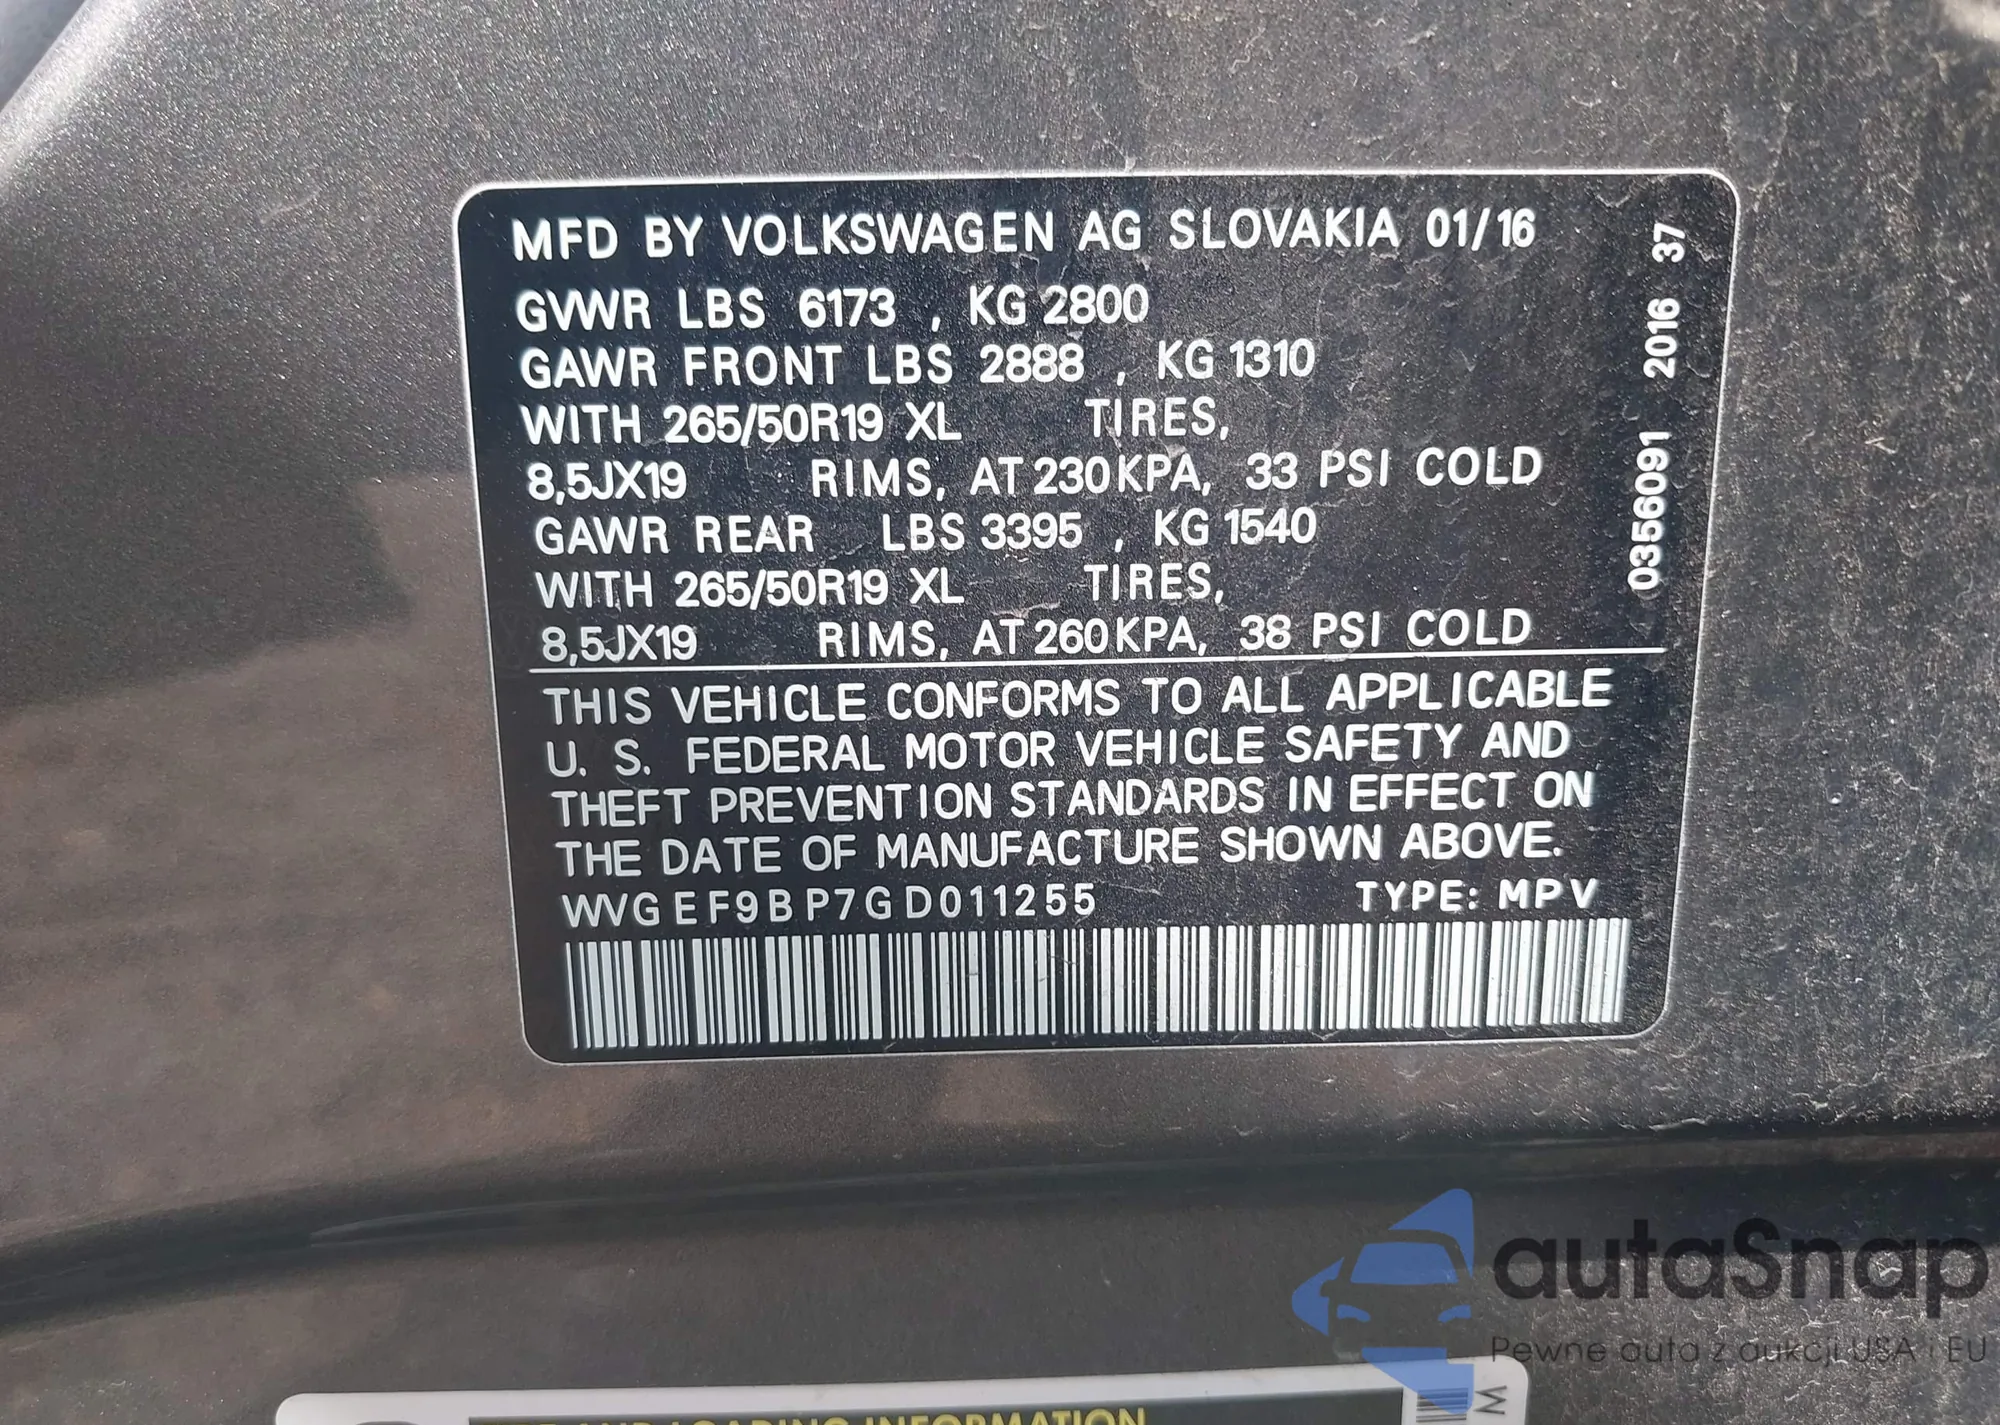 MFD BY VOLKSWAGEN AG SLOVAKIA 01/16
GVWR LBS 6173 , KG 2800
GAWR FRONT LBS 2888 , KG 1310
WITH 265/50R19 XL TIRES,
8,5JX19 RIMS, AT 230KPA, 33 PSI COLD
GAWR REAR LBS 3395 , KG 1540
WITH 265/50R19 XL TIRES,
8,5JX19 RIMS, AT 260KPA, 38 PSI COLD
THIS VEHICLE CONFORMS TO ALL APPLICABLE
U. S. FEDERAL MOTOR VEHICLE SAFETY AND
THEFT PREVENTION STANDARDS IN EFFECT ON
THE DATE OF MANUFACTURE SHOWN ABOVE.
WVGEF9BP7GD011255 TYPE: MPV
0356091 2016 37
autaSnap
Pewne auta z aukcji USA i EU
AND LOADING INFORMATION
M